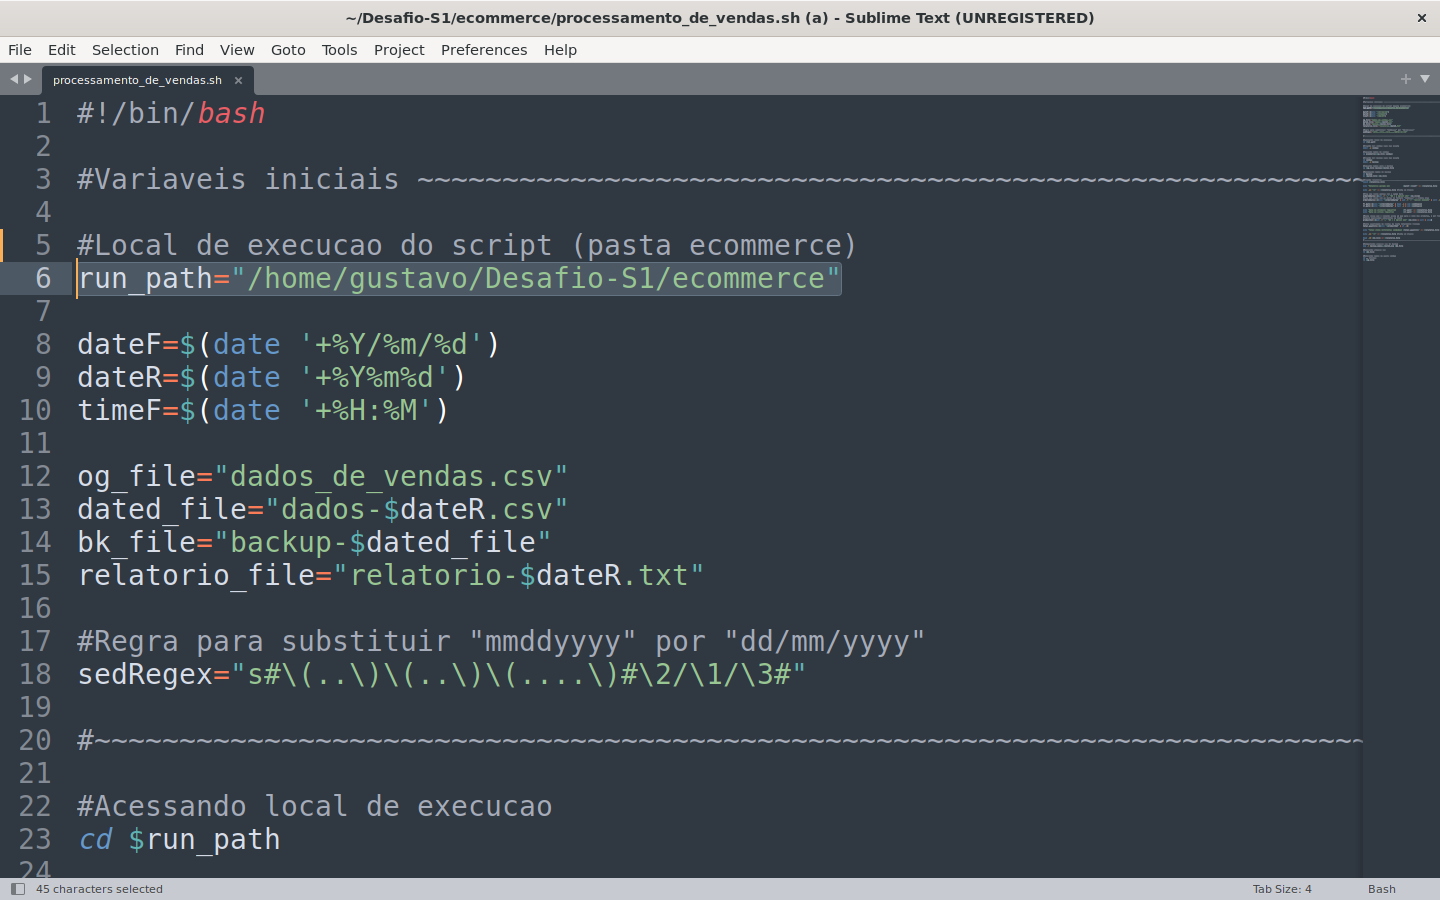 ~/Desafio-S1/ecommerce/processamento_de_vendas.sh (a) - Sublime Text (UNREGISTERED)
File Edit Selection Find View Goto Tools Project Preferences Help
processamento_de_vendas.sh
1 #!/bin/bash
2
3 #Variaveis iniciais ~~~~~~~~~~~~~~~~~~~~~~~~~~~~~~~~~~~~~~~~~~~~~~~~~~~~~~~~
4
5 #Local de execucao do script (pasta ecommerce)
6 run_path="/home/gustavo/Desafio-S1/ecommerce"
7
8 dateF=$(date '+%Y/%m/%d')
9 dateR=$(date '+%Y%m%d')
10 timeF=$(date '+%H:%M')
11
12 og_file="dados_de_vendas.csv"
13 dated_file="dados-$dateR.csv"
14 bk_file="backup-$dated_file"
15 relatorio_file="relatorio-$dateR.txt"
16
17 #Regra para substituir "mmddyyyy" por "dd/mm/yyyy"
18 sedRegex="s#\(..\)\(..\)\(....\)#\2/\1/\3#"
19
20 #~~~~~~~~~~~~~~~~~~~~~~~~~~~~~~~~~~~~~~~~~~~~~~~~~~~~~~~~~~~~~~~~~~~~~~~~~~~
21
22 #Acessando local de execucao
23 cd $run_path
24
45 characters selected
Tab Size: 4
Bash